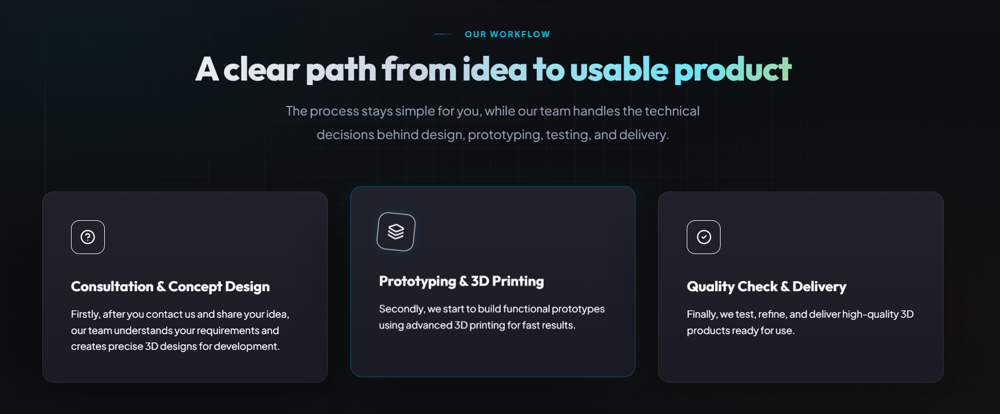 OUR WORKFLOW
A clear path from idea to usable product
The process stays simple for you, while our team handles the technical
decisions behind design, prototyping, testing, and delivery.
Consultation & Concept Design
Firstly, after you contact us and share your idea,
our team understands your requirements and
creates precise 3D designs for development.
Prototyping & 3D Printing
Secondly, we start to build functional prototypes
using advanced 3D printing for fast results.
Quality Check & Delivery
Finally, we test, refine, and deliver high-quality 3D
products ready for use.